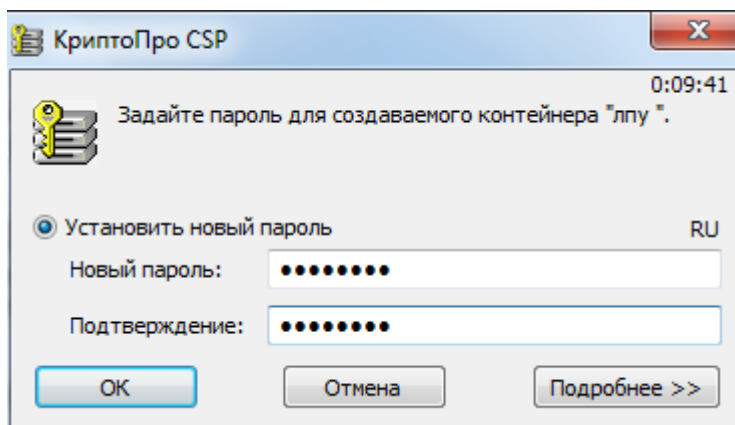 КриптоПро CSP
0:09:41
Задайте пароль для создаваемого контейнера "лпу ".
Установить новый пароль
RU
Новый пароль: ••••••••
Подтверждение: ••••••••
ОК Отмена Подробнее >>